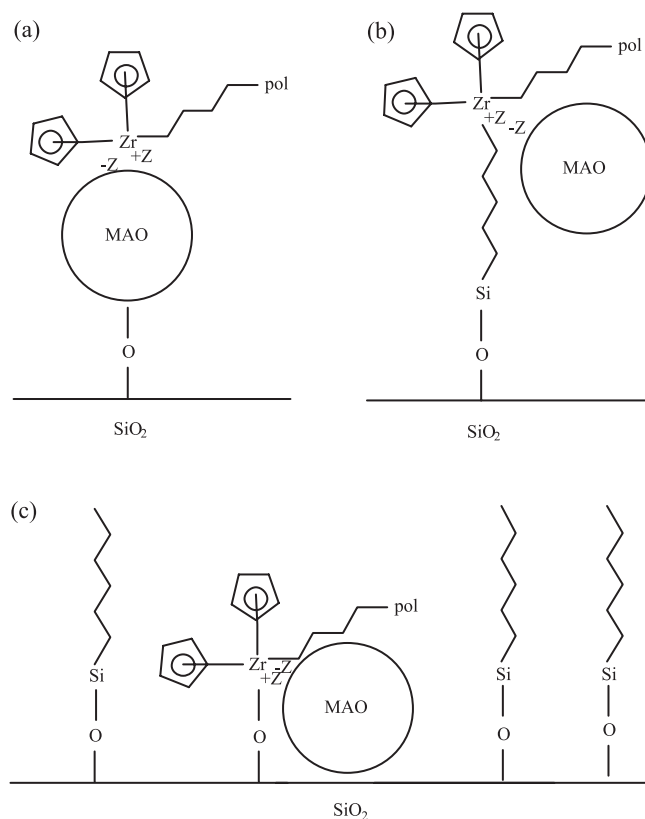 (a)
pol
Zr
+Z
-Z
MAO
O
SiO₂
(b)
pol
Zr
+Z
-Z
MAO
Si
O
SiO₂
(c)
pol
Si
Zr
-Z
+Z
MAO
Si
Si
O
O
O
O
SiO₂